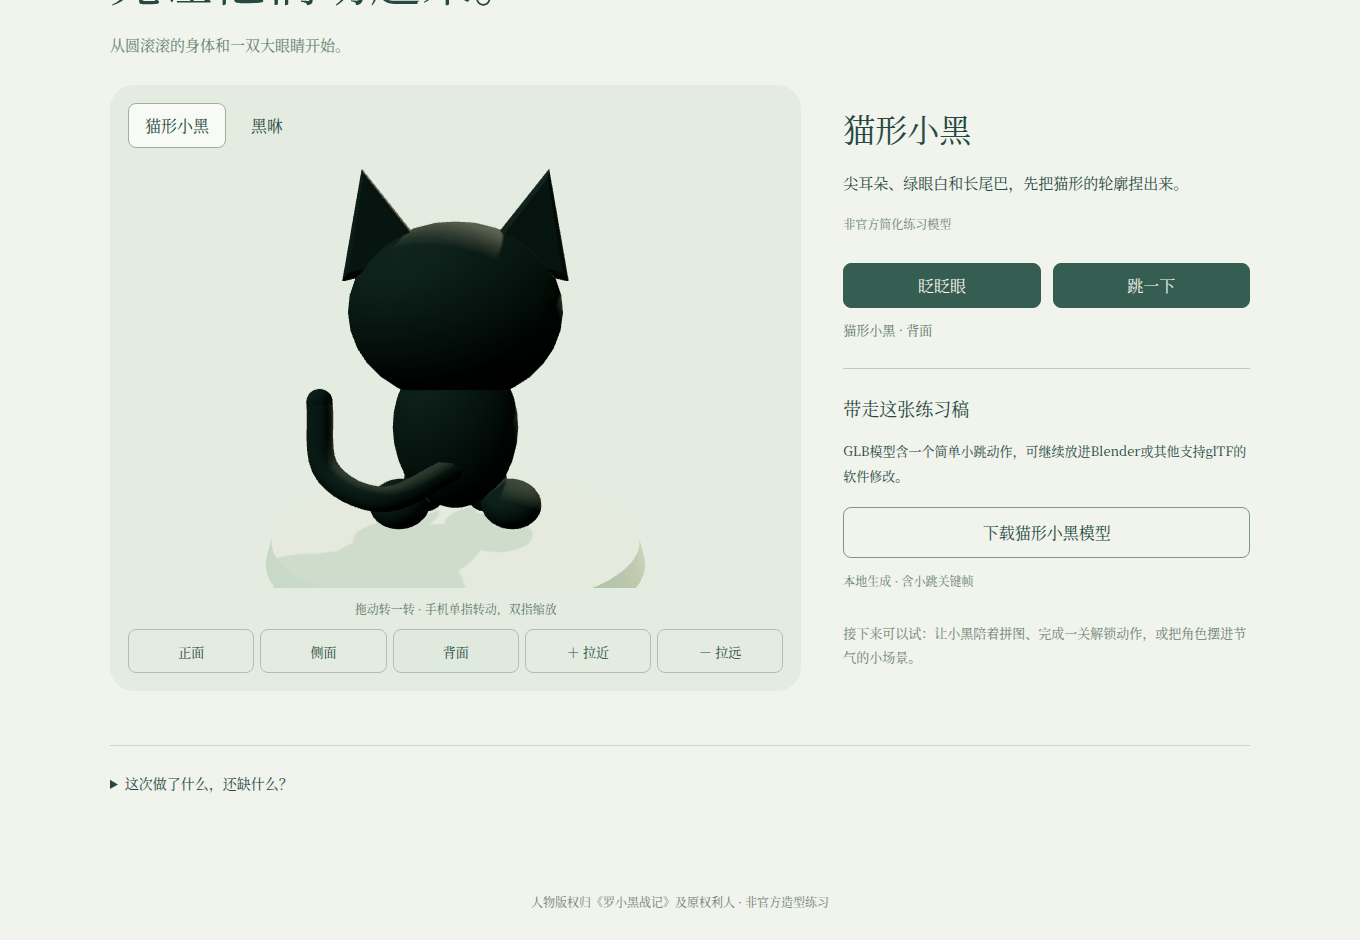 从圆滚滚的身体和一双大眼睛开始。
猫形小黑
黑咻
猫形小黑
尖耳朵、绿眼白和长尾巴，先把猫形的轮廓捏出来。
非官方简化练习模型
眨眨眼
跳一下
猫形小黑 · 背面
带走这张练习稿
GLB模型含一个简单小跳动作，可继续放进Blender或其他支持glTF的
软件修改。
下载猫形小黑模型
本地生成 · 含小跳关键帧
接下来可以试：让小黑陪着拼图、完成一关解锁动作，或把角色摆进节
气的小场景。
拖动转一转 · 手机单指转动，双指缩放
正面
侧面
背面
＋ 拉近
－ 拉远
这次做了什么，还缺什么？
人物版权归《罗小黑战记》及原权利人 · 非官方造型练习